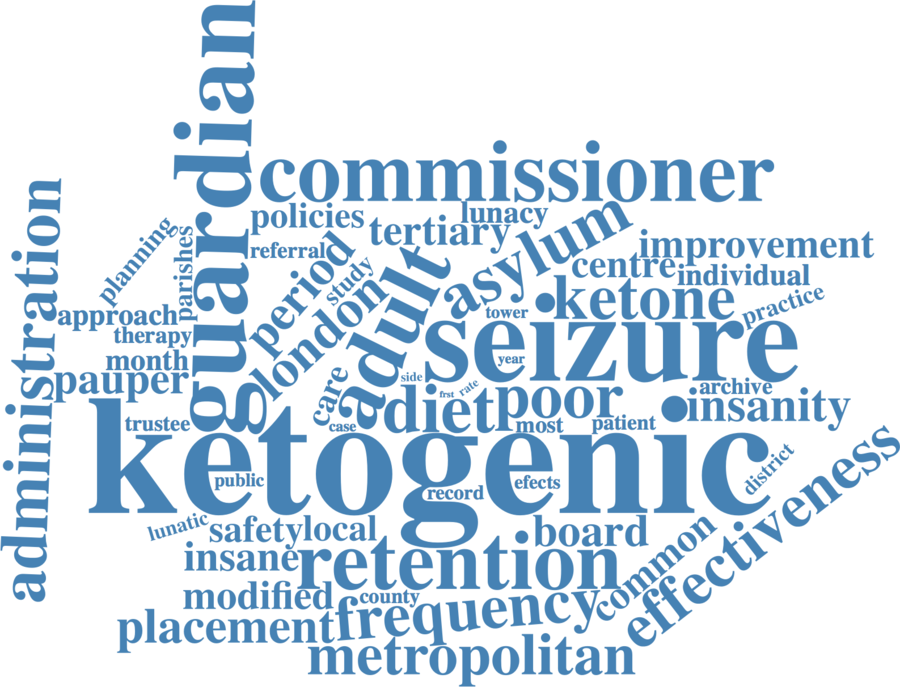 guardian
commissioner
policies
lunacy
tertiary
asylum
administration
planning
parishes
referral
period
study
london
adult
improvement
centre
individual
ketone
practice
approach
therapy
month
pauper
tower
seizure
year
care
side
frst
rate
diet
poor
archive
insanity
trustee
case
most
patient
ketogenic
public
record
efects
district
effectiveness
lunatic
safety
local
board
common
insane
retention
modified
county
frequency
placement
metropolitan